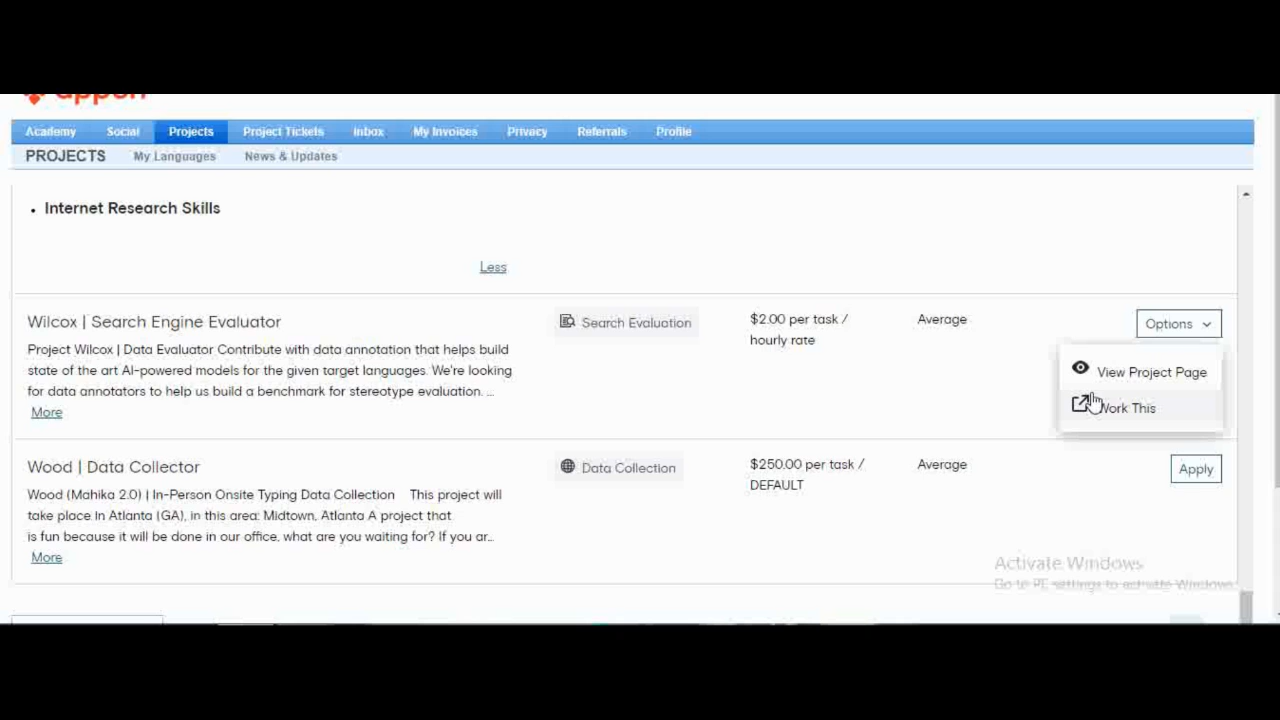 Academy Social Projects Project Tickets Inbox My Invoices Privacy Referrals Profile
PROJECTS My Languages News & Updates
• Internet Research Skills
Less
Wilcox | Search Engine Evaluator Search Evaluation $2.00 per task / Average Options
hourly rate
Project Wilcox | Data Evaluator Contribute with data annotation that helps build
state of the art AI-powered models for the given target languages. We're looking
for data annotators to help us build a benchmark for stereotype evaluation. ...
More
View Project Page
Work This
Wood | Data Collector Data Collection $250.00 per task / Average Apply
DEFAULT
Wood (Mahika 2.0) | In-Person Onsite Typing Data Collection This project will
take place In Atlanta (GA), in this area: Midtown, Atlanta A project that
is fun because it will be done in our office, what are you waiting for? If you ar...
More
Activate Windows
Go to PC settings to activate Windows.